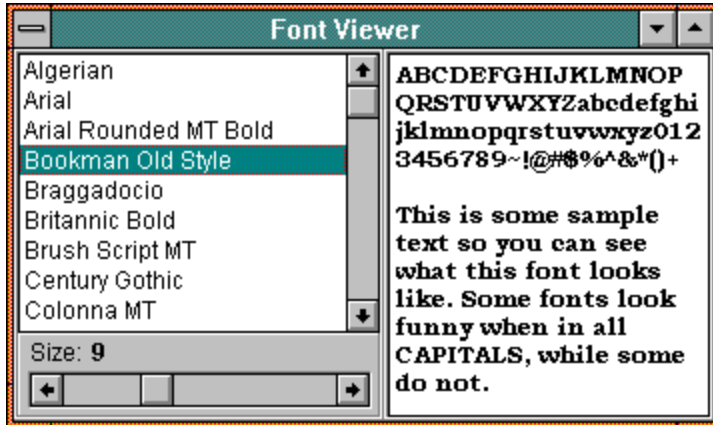 Font Viewer
Algerian
Arial
Arial Rounded MT Bold
Bookman Old Style
Braggadocio
Britannic Bold
Brush Script MT
Century Gothic
Colonna MT
Size: 9
ABCDEFGHIJKLMNOP
QRSTUVWXYZabcdefghi
jklmnopqrstuvwxyz012
3456789~!@#$%^&*()+
This is some sample
text so you can see
what this font looks
like. Some fonts look
funny when in all
CAPITALS, while some
do not.